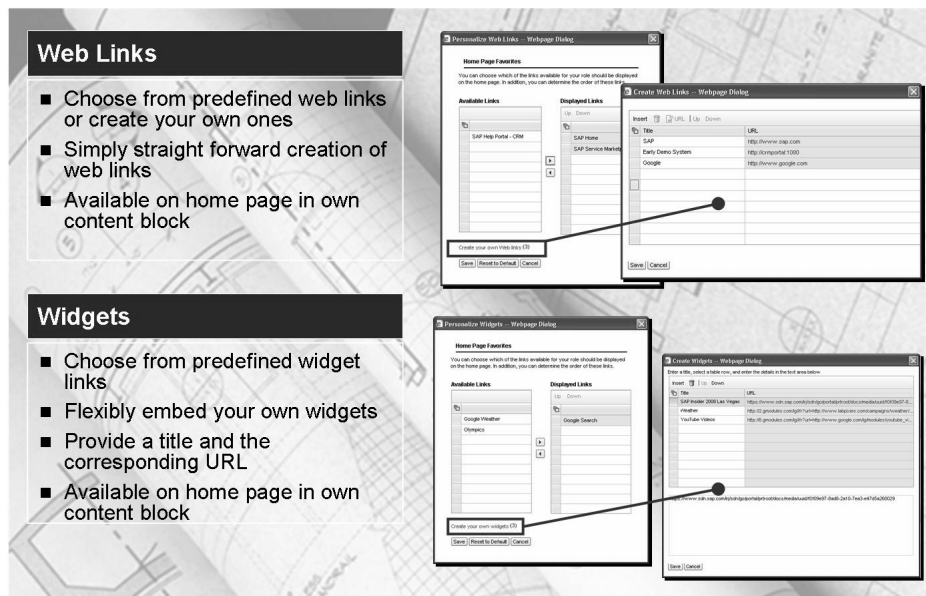 Web Links
■ Choose from predefined web links
or create your own ones
■ Simply straight forward creation of
web links
■ Available on home page in own
content block
Personalize Web Links -- Webpage Dialog
Home Page Favorites
You can choose which of the links available for your role should be displayed
on the home page. In addition, you can determine the order of these links.
Available Links
Displayed Links
Up Down
SAP Help Portal - CRM
SAP Home
SAP Service
Create your own Web links (3)
Save Reset to Default Cancel
Create Web Links -- Webpage Dialog
Insert URL Up Down
Title URL
SAP http://www.sap.com
Early Demo System http://crmportal:1080
Google http://www.google.com
Save Cancel
Widgets
■ Choose from predefined widget
links
■ Flexibly embed your own widgets
■ Provide a title and the
corresponding URL
■ Available on home page in own
content block
Personalize Widgets -- Webpage Dialog
Home Page Favorites
You can choose which of the links available for your role should be displayed
on the home page. In addition, you can determine the order of these links.
Available Links
Displayed Links
Up Down
Google Weather
Google Search
Olympics
Create your own widgets (3)
Save Reset to Default Cancel
Create Widgets -- Webpage Dialog
Enter a title, select a table row, and enter the details in the text area below
Insert Up Down
Title URL
SAP Insider 2008 Las Vegas
Weather
YouTube Videos
Save Cancel